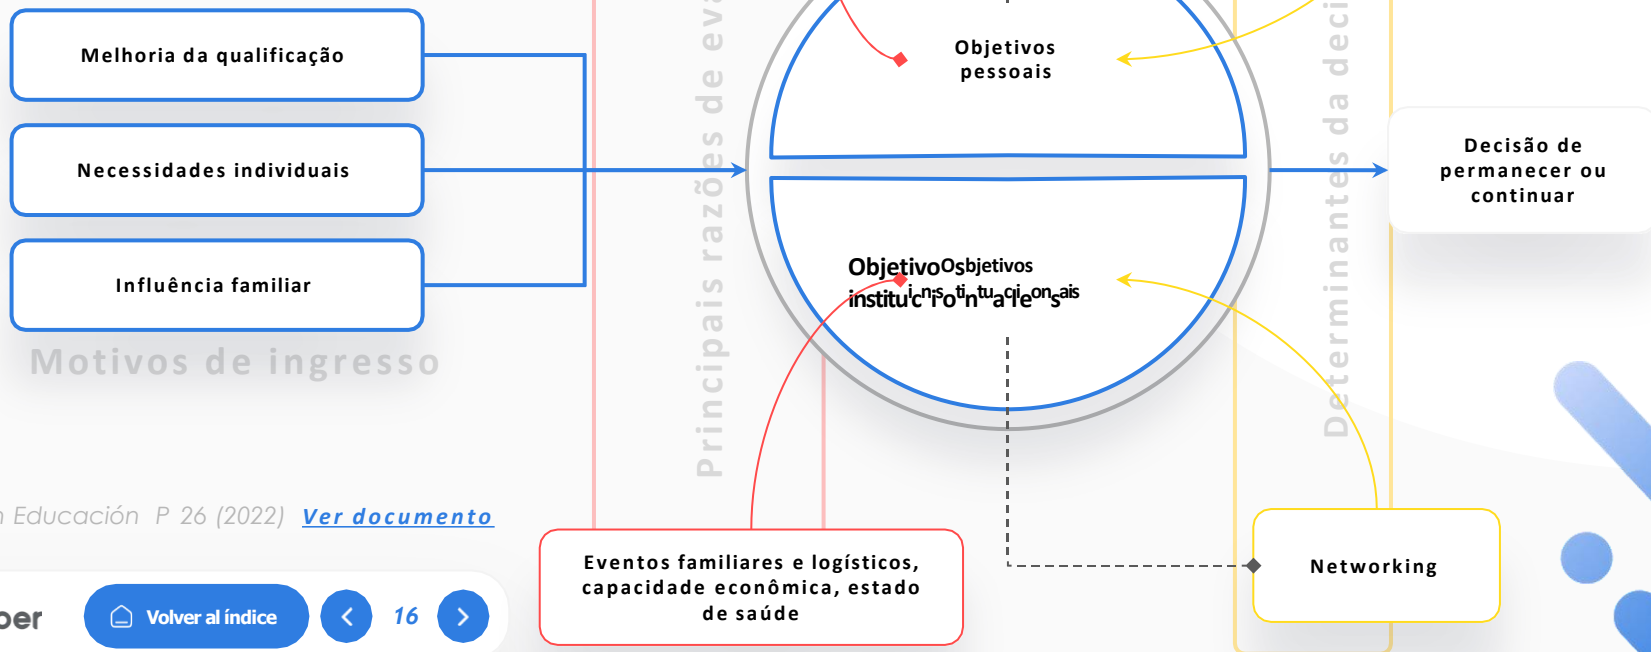 Melhoria da qualificação
Necessidades individuais
Influência familiar
Motivos de ingresso
Principais razões de
Objetivos
pessoais
Objetivos
institucionais
Determinantes da
Decisão de
permanecer ou
continuar
Educación P 26 (2022) Ver documento
Eventos familiares e logísticos,
capacidade econômica, estado
de saúde
Networking
Volver al índice
16